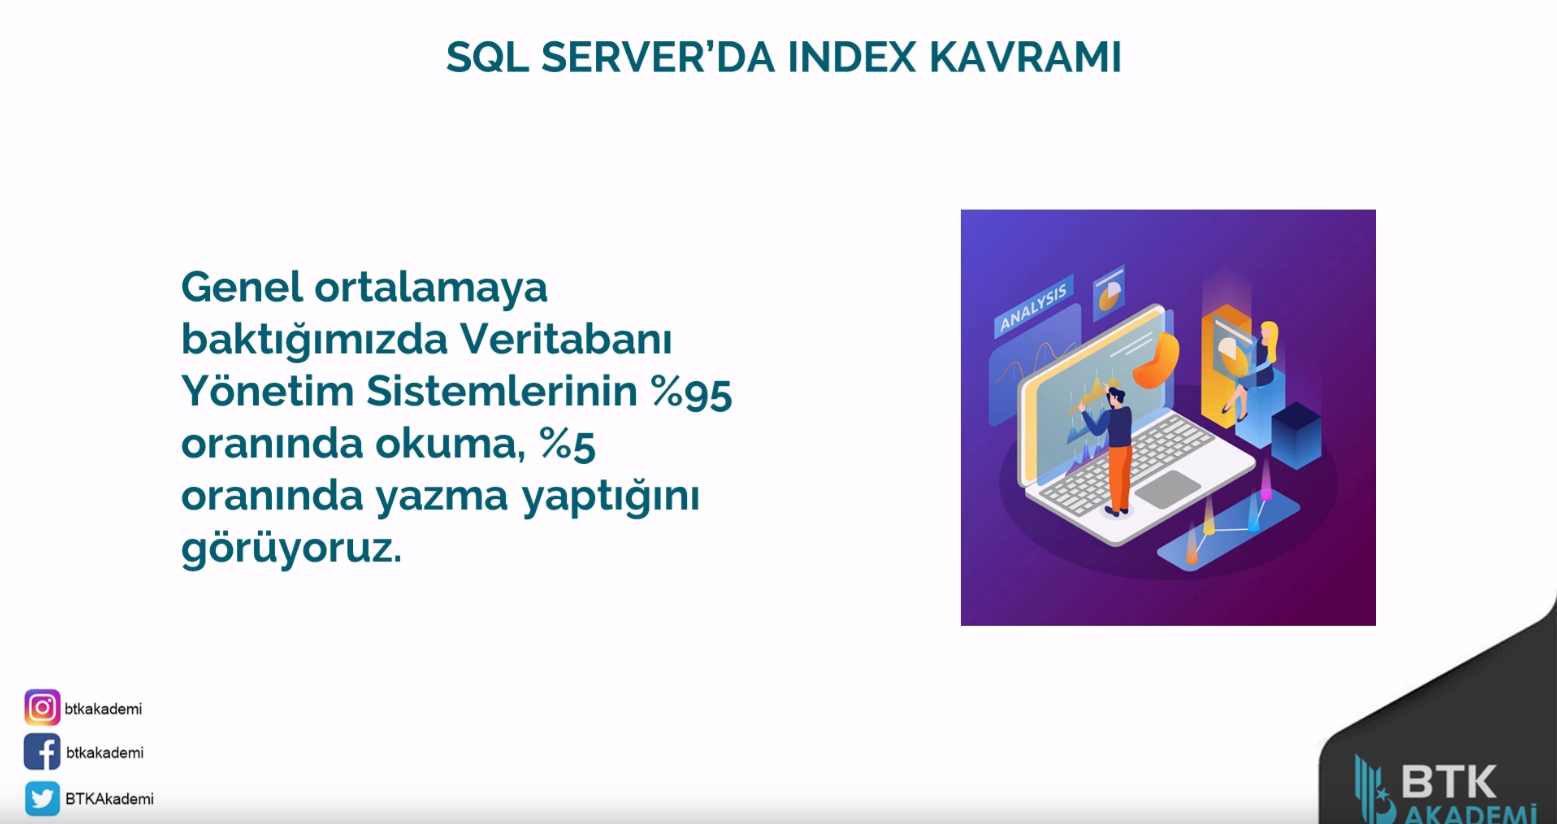 SQL SERVER’DA INDEX KAVRAMI
Genel ortalamaya
baktığımızda Veritabanı
Yönetim Sistemlerinin %95
oranında okuma, %5
oranında yazma yaptığını
görüyoruz.
ANALYSIS
btkakademi
btkakademi
BTKAkademi
BTK
AKADEMİ